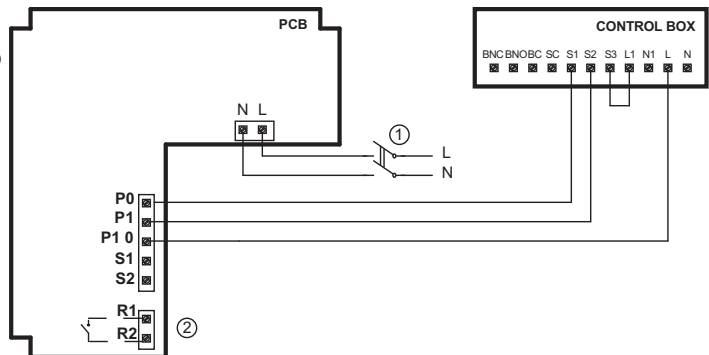 PCB
CONTROL BOX
BNC BNO BC SC S1 S2 S3 L1 N1 L N
N L
1
L
N
P0
P1
P1 0
S1
S2
R1
R2
2